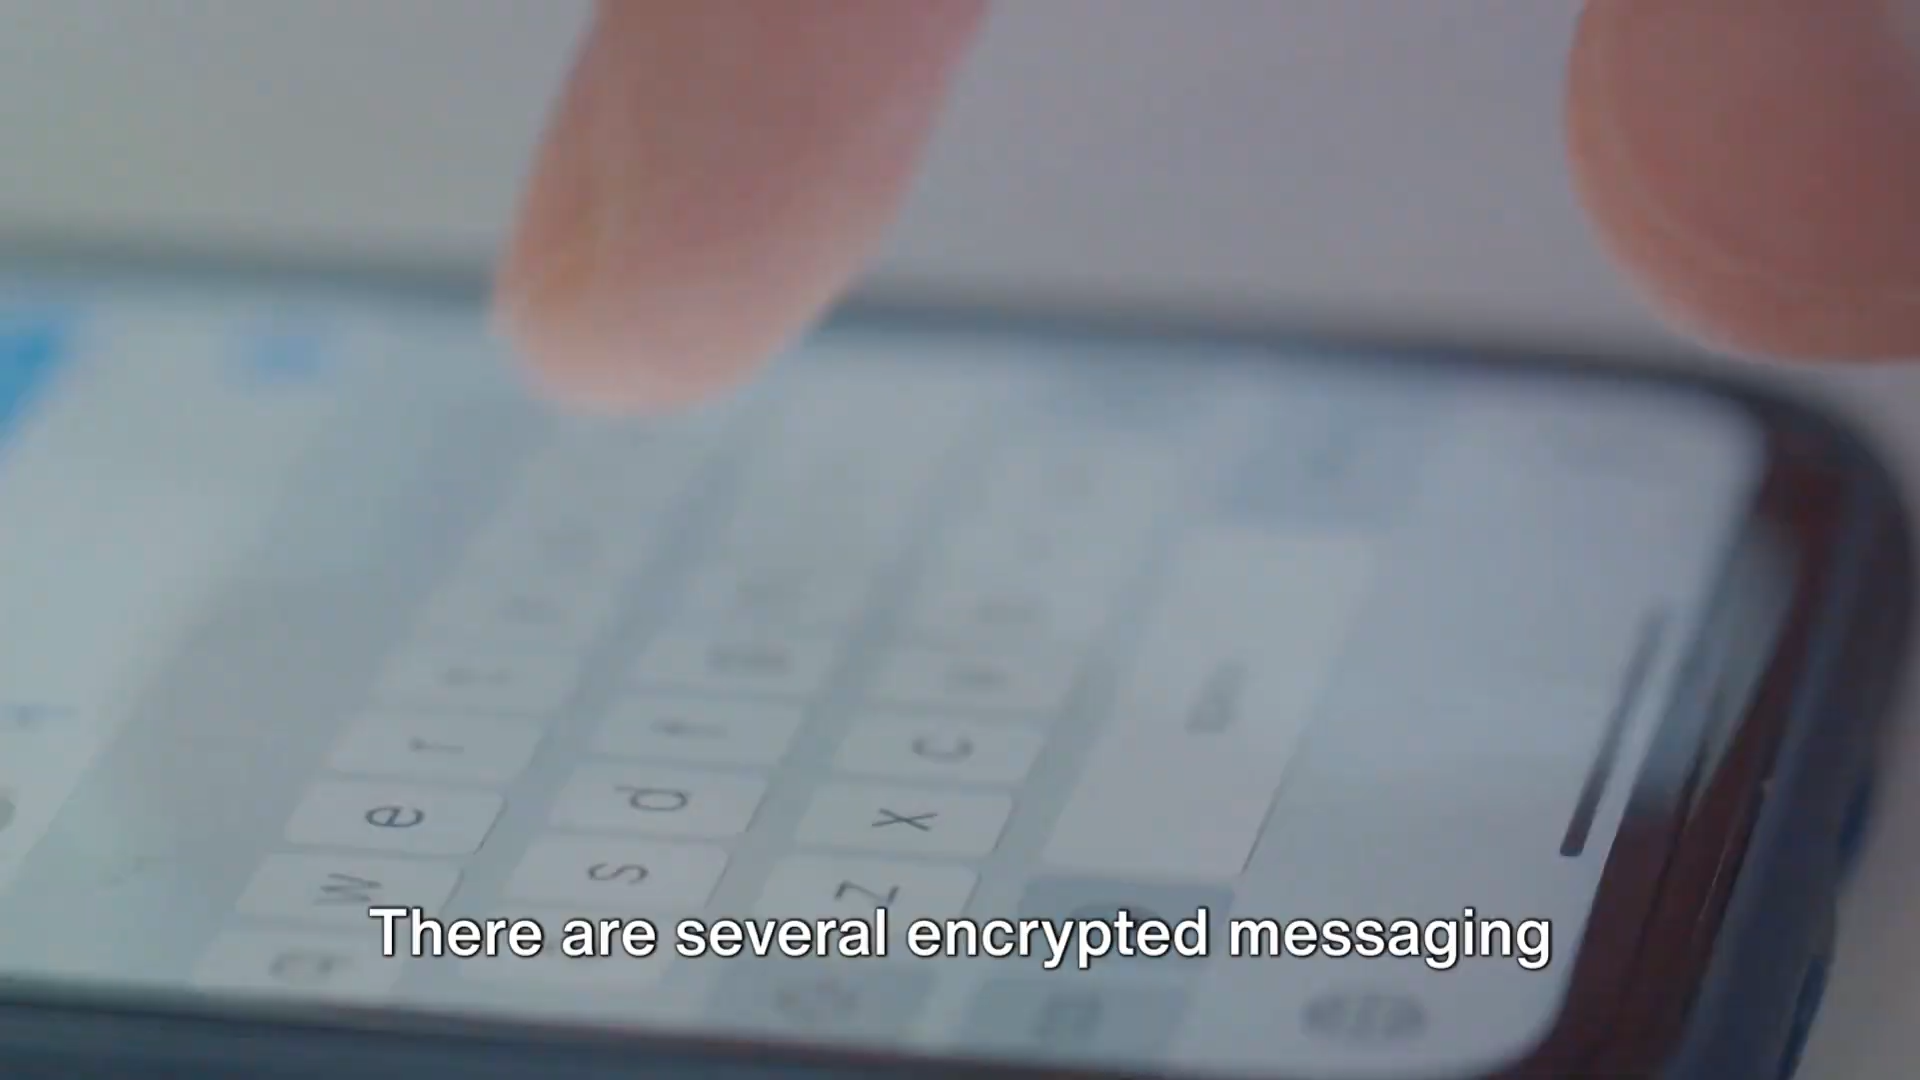 e
r
w
d
f
s
c
x
z
q
There are several encrypted messaging